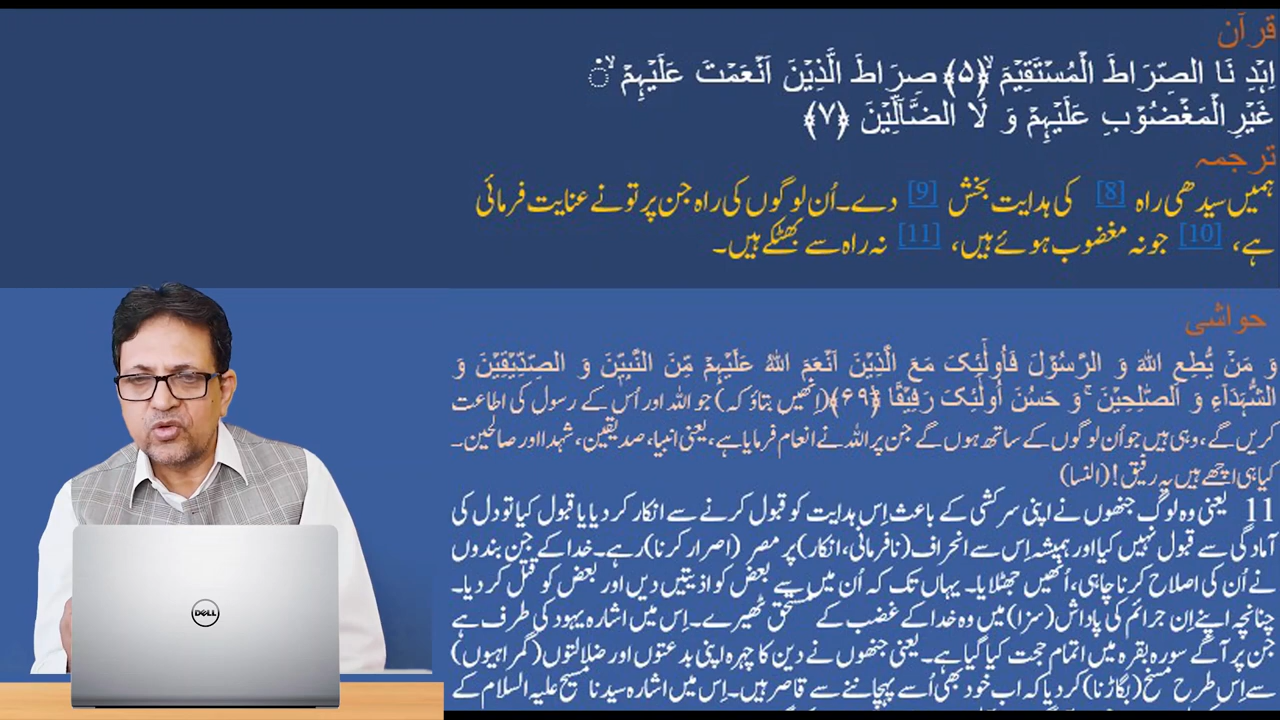 قرآن
اِہۡدِ نَا الصِّرَاطَ الۡمُسۡتَقِیۡمَ ۙ﴿۵﴾ صِرَاطَ الَّذِیۡنَ اَنۡعَمۡتَ عَلَیۡہِمۡ ۙ۬
غَیۡرِ الۡمَغۡضُوۡبِ عَلَیۡہِمۡ وَ لَا الضَّآلِّیۡنَ ﴿۷﴾
ترجمہ
ہمیں سیدھی راہ [8] کی ہدایت بخش [9] دے۔ اُن لوگوں کی راہ جن پر تو نے عنایت فرمائی
ہے، [10] جو نہ مغضوب ہوئے ہیں، [11] نہ راہ سے بھٹکے ہیں۔
حواشی
وَ مَنۡ یُّطِعِ اللّٰہَ وَ الرَّسُوۡلَ فَاُولٰٓئِکَ مَعَ الَّذِیۡنَ اَنۡعَمَ اللّٰہُ عَلَیۡہِمۡ مِّنَ النَّبِیّٖنَ وَ الصِّدِّیۡقِیۡنَ وَ
الشُّہَدَآءِ وَ الصّٰلِحِیۡنَ ۚ وَ حَسُنَ اُولٰٓئِکَ رَفِیۡقًا ﴿۶۹﴾(اِنھیں بتاؤ کہ) جو اللہ اور اُس کے رسول کی اطاعت
کریں گے، وہی ہیں جو اُن لوگوں کے ساتھ ہوں گے جن پر اللہ نے انعام فرمایا ہے، یعنی انبیا، صدیقین، شہدا اور صالحین۔
کیا ہی اچھے ہیں یہ رفیق! (النسا)
11 یعنی وہ لوگ جنھوں نے اپنی سرکشی کے باعث اِس ہدایت کو قبول کرنے سے انکار کر دیا یا قبول کیا تو دل کی
آمادگی سے قبول نہیں کیا اور ہمیشہ اِس سے انحراف (نافرمانی، انکار) پر مصر (اصرار کرنا) رہے۔ خدا کے جن بندوں
نے اُن کی اصلاح کرنا چاہی، اُنھیں جھٹلایا۔ یہاں تک کہ اُن میں سے بعض کو اذیتیں دیں اور بعض کو قتل کر دیا۔
چنانچہ اپنے اِن جرائم کی پاداش (سزا) میں وہ خدا کے غضب کے مستحق ٹھیرے۔ اِس میں اشارہ یہود کی طرف ہے
جن پر آگے سورہ بقرہ میں اتمام حجت کیا گیا ہے۔ یعنی جنھوں نے دین کا چہرہ اپنی بدعتوں اور ضلالتوں (گمراہیوں)
سے اِس طرح مسخ (بگاڑنا) کر دیا کہ اب خود بھی اُسے پہچاننے سے قاصر ہیں۔ اِس میں اشارہ سیدنا مسیح علیہ السلام کے
DELL